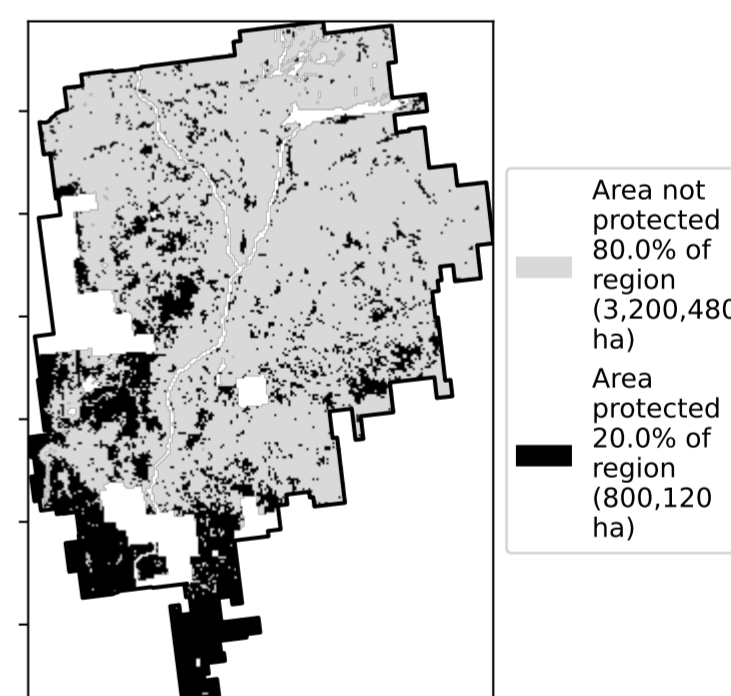 Area not
protected
80.0% of
region
(3,200,480
ha)
Area
protected
20.0% of
region
(800,120
ha)